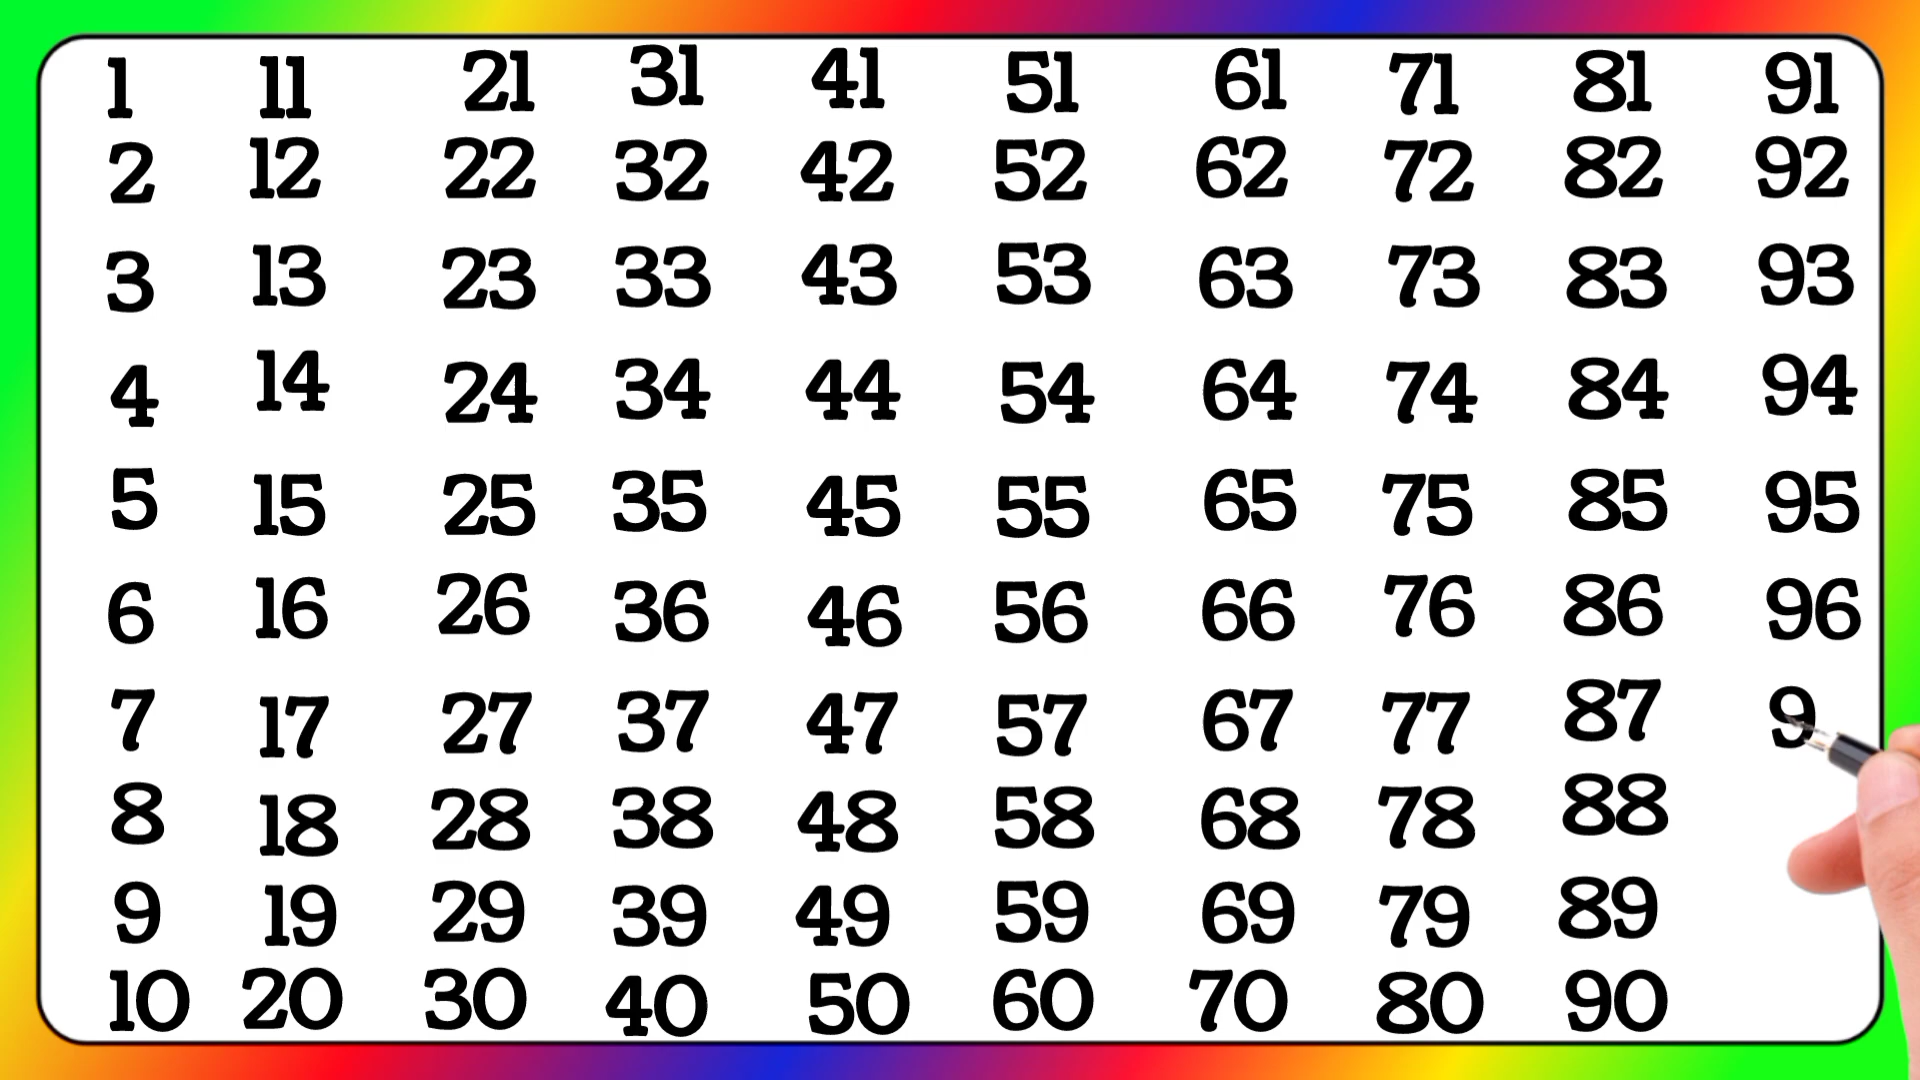 1 11 21 31 41 51 61 71 81 91
2 12 22 32 42 52 62 72 82 92
3 13 23 33 43 53 63 73 83 93
4 14 24 34 44 54 64 74 84 94
5 15 25 35 45 55 65 75 85 95
6 16 26 36 46 56 66 76 86 96
7 17 27 37 47 57 67 77 87 9
8 18 28 38 48 58 68 78 88
9 19 29 39 49 59 69 79 89
10 20 30 40 50 60 70 80 90